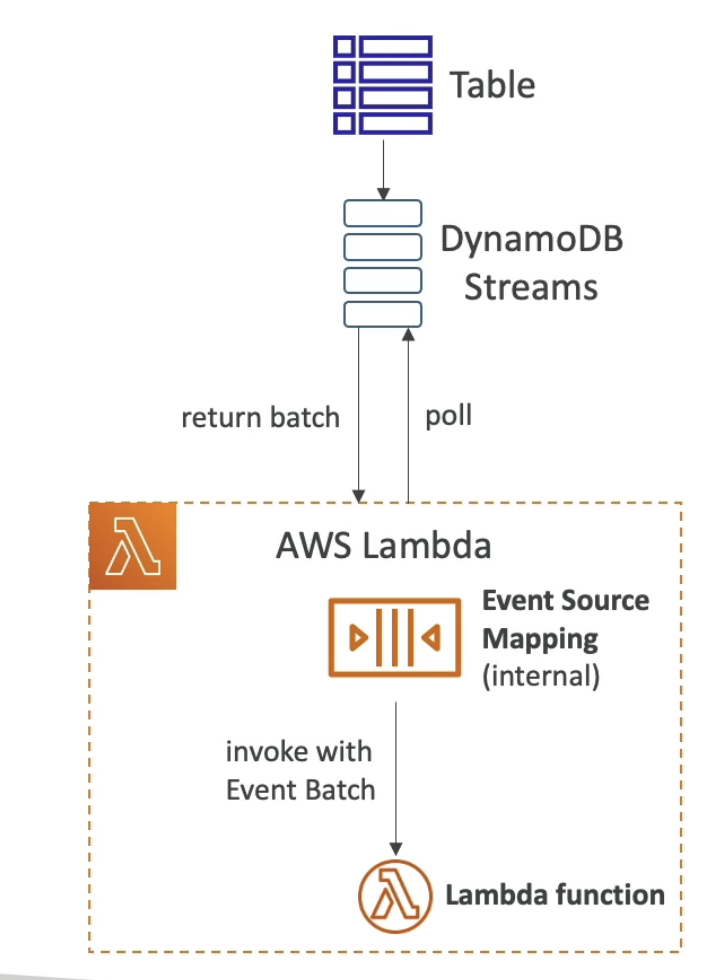 Table
DynamoDB
Streams
return batch
poll
AWS Lambda
Event Source
Mapping
(internal)
invoke with
Event Batch
Lambda function